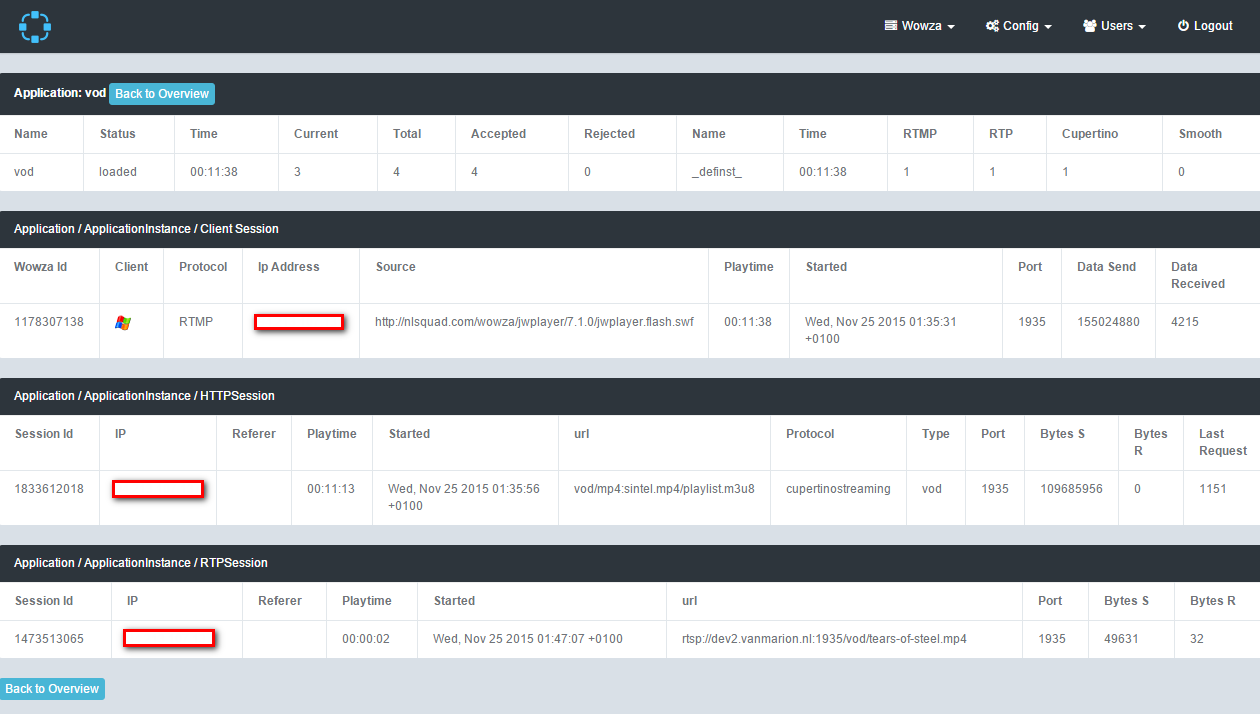 Wowza Config Users Logout
Application: vod Back to Overview
Name Status Time Current Total Accepted Rejected Name Time RTMP RTP Cupertino Smooth
vod loaded 00:11:38 3 4 4 0 _definst_ 00:11:38 1 1 1 0
Application / ApplicationInstance / Client Session
Wowza Id Client Protocol Ip Address Source Playtime Started Port Data Send Data
Received
1178307138 RTMP http://nlsquad.com/wowza/jwplayer/7.1.0/jwplayer.flash.swf 00:11:38 Wed, Nov 25 2015 01:35:31 1935 155024880 4215
+0100
Application / ApplicationInstance / HTTPSession
Session Id IP Referer Playtime Started url Protocol Type Port Bytes S Bytes Last
R Request
1833612018 00:11:13 Wed, Nov 25 2015 01:35:56 vod/mp4:sintel.mp4/playlist.m3u8 cupertinostreaming vod 1935 109685956 0 1151
+0100
Application / ApplicationInstance / RTPSession
Session Id IP Referer Playtime Started url Port Bytes S Bytes R
1473513065 00:00:02 Wed, Nov 25 2015 01:47:07 +0100 rtsp://dev2.vanmarion.nl:1935/vod/tears-of-steel.mp4 1935 49631 32
Back to Overview